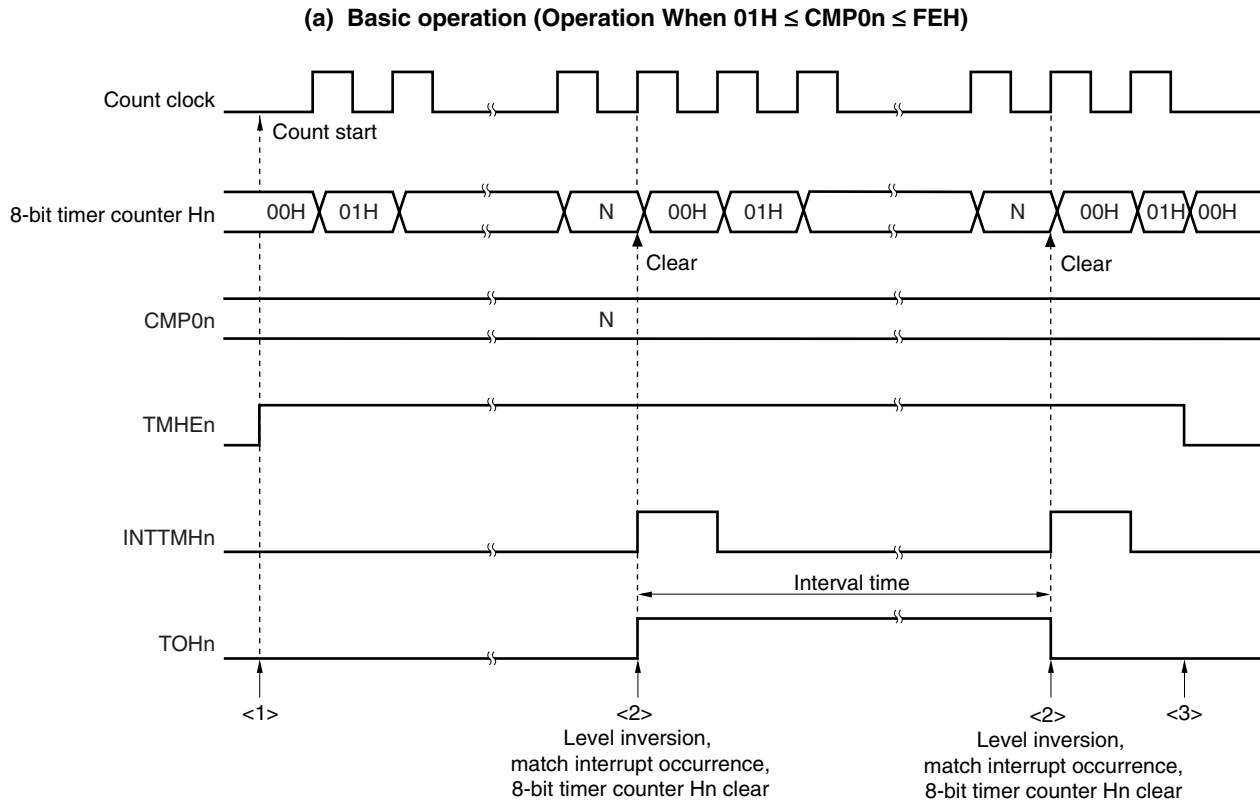 (a) Basic operation (Operation When 01H ≤ CMP0n ≤ FEH)
Count clock
Count start
8-bit timer counter Hn
00H 01H N 00H 01H N 00H 01H 00H
Clear Clear
CMP0n
N
TMHEn
INTTMHn
Interval time
TOHn
<1> <2> <2> <3>
Level inversion,
match interrupt occurrence,
8-bit timer counter Hn clear
Level inversion,
match interrupt occurrence,
8-bit timer counter Hn clear